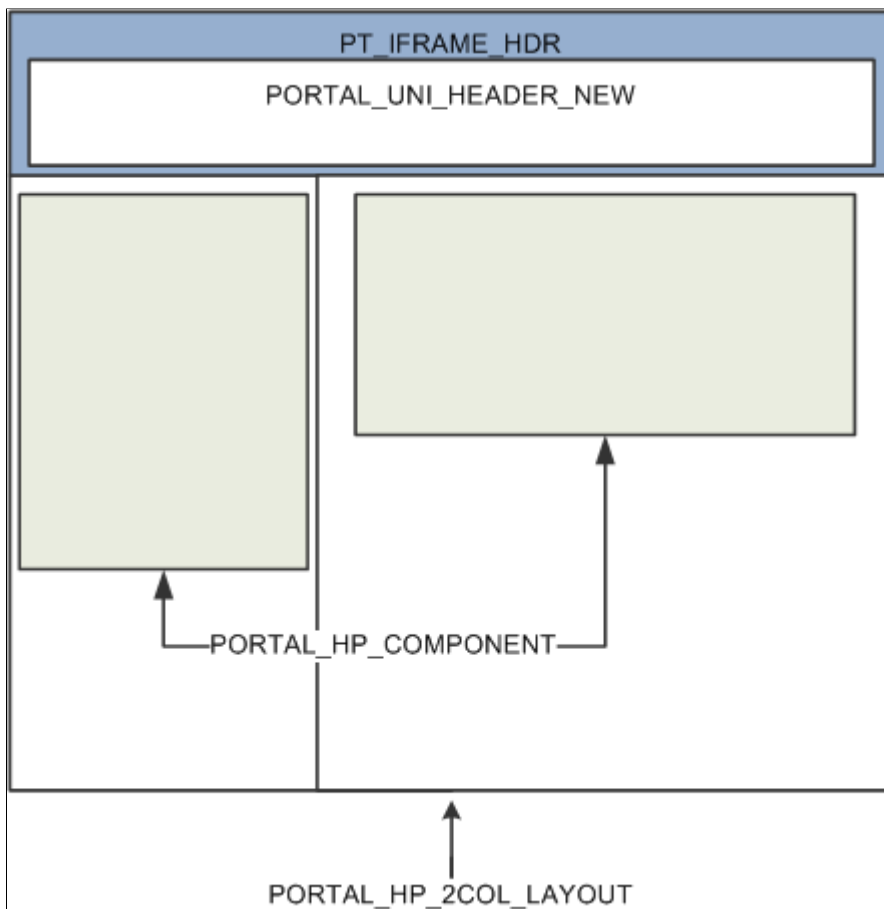 PT_IFRAME_HDR
PORTAL_UNI_HEADER_NEW
PORTAL_HP_COMPONENT
PORTAL_HP_2COL_LAYOUT